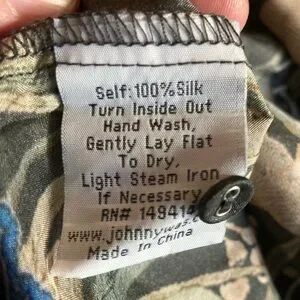 Self:100%Silk
Turn Inside Out
Hand Wash,
Gently Lay Flat
To Dry,
Light Steam Iron
If Necessary
RN# 14941
www.johnnywas.c
Made In China